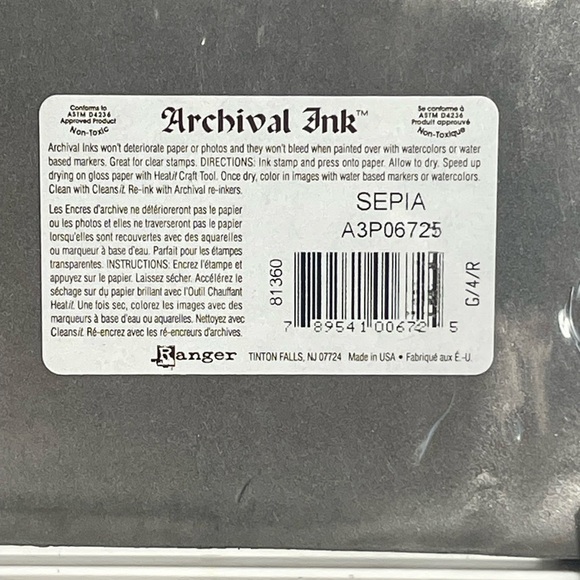 Conforms to
ASTM D4236
Approved Product
Non-Toxic
Archival Ink™
Se conforme à
ASTM D4236
Produit approuvé
Non-Toxique
Archival Inks won't deteriorate paper or photos and they won't bleed when painted over with watercolors or water
based markers. Great for clear stamps. DIRECTIONS: Ink stamp and press onto paper. Allow to dry. Speed up
drying on gloss paper with Heatit Craft Tool. Once dry, color in images with water based markers or watercolors.
Clean with Cleansit. Re-ink with Archival re-inkers.
Les Encres d'archive ne détérioreront pas le papier
ou les photos et elles ne traverseront pas le papier
lorsqu'elles sont recouvertes avec des aquarelles
ou marqueur à base d'eau. Parfait pour les étampes
transparentes. INSTRUCTIONS: Encrez l'étampe et
appuyez sur le papier. Laissez sécher. Accélérez le
séchage sur du papier brillant avec l'Outil Chauffant
Heatit. Une fois sec, colorez les images avec des
marqueurs à base d'eau ou aquarelles. Nettoyez avec
Cleansit. Ré-encrez avec les ré-encreurs d'archives.
SEPIA
A3P06725
81360
7 89541 00672 5
G/4/R
Ranger TINTON FALLS, NJ 07724 Made in USA • Fabriqué aux É.-U.